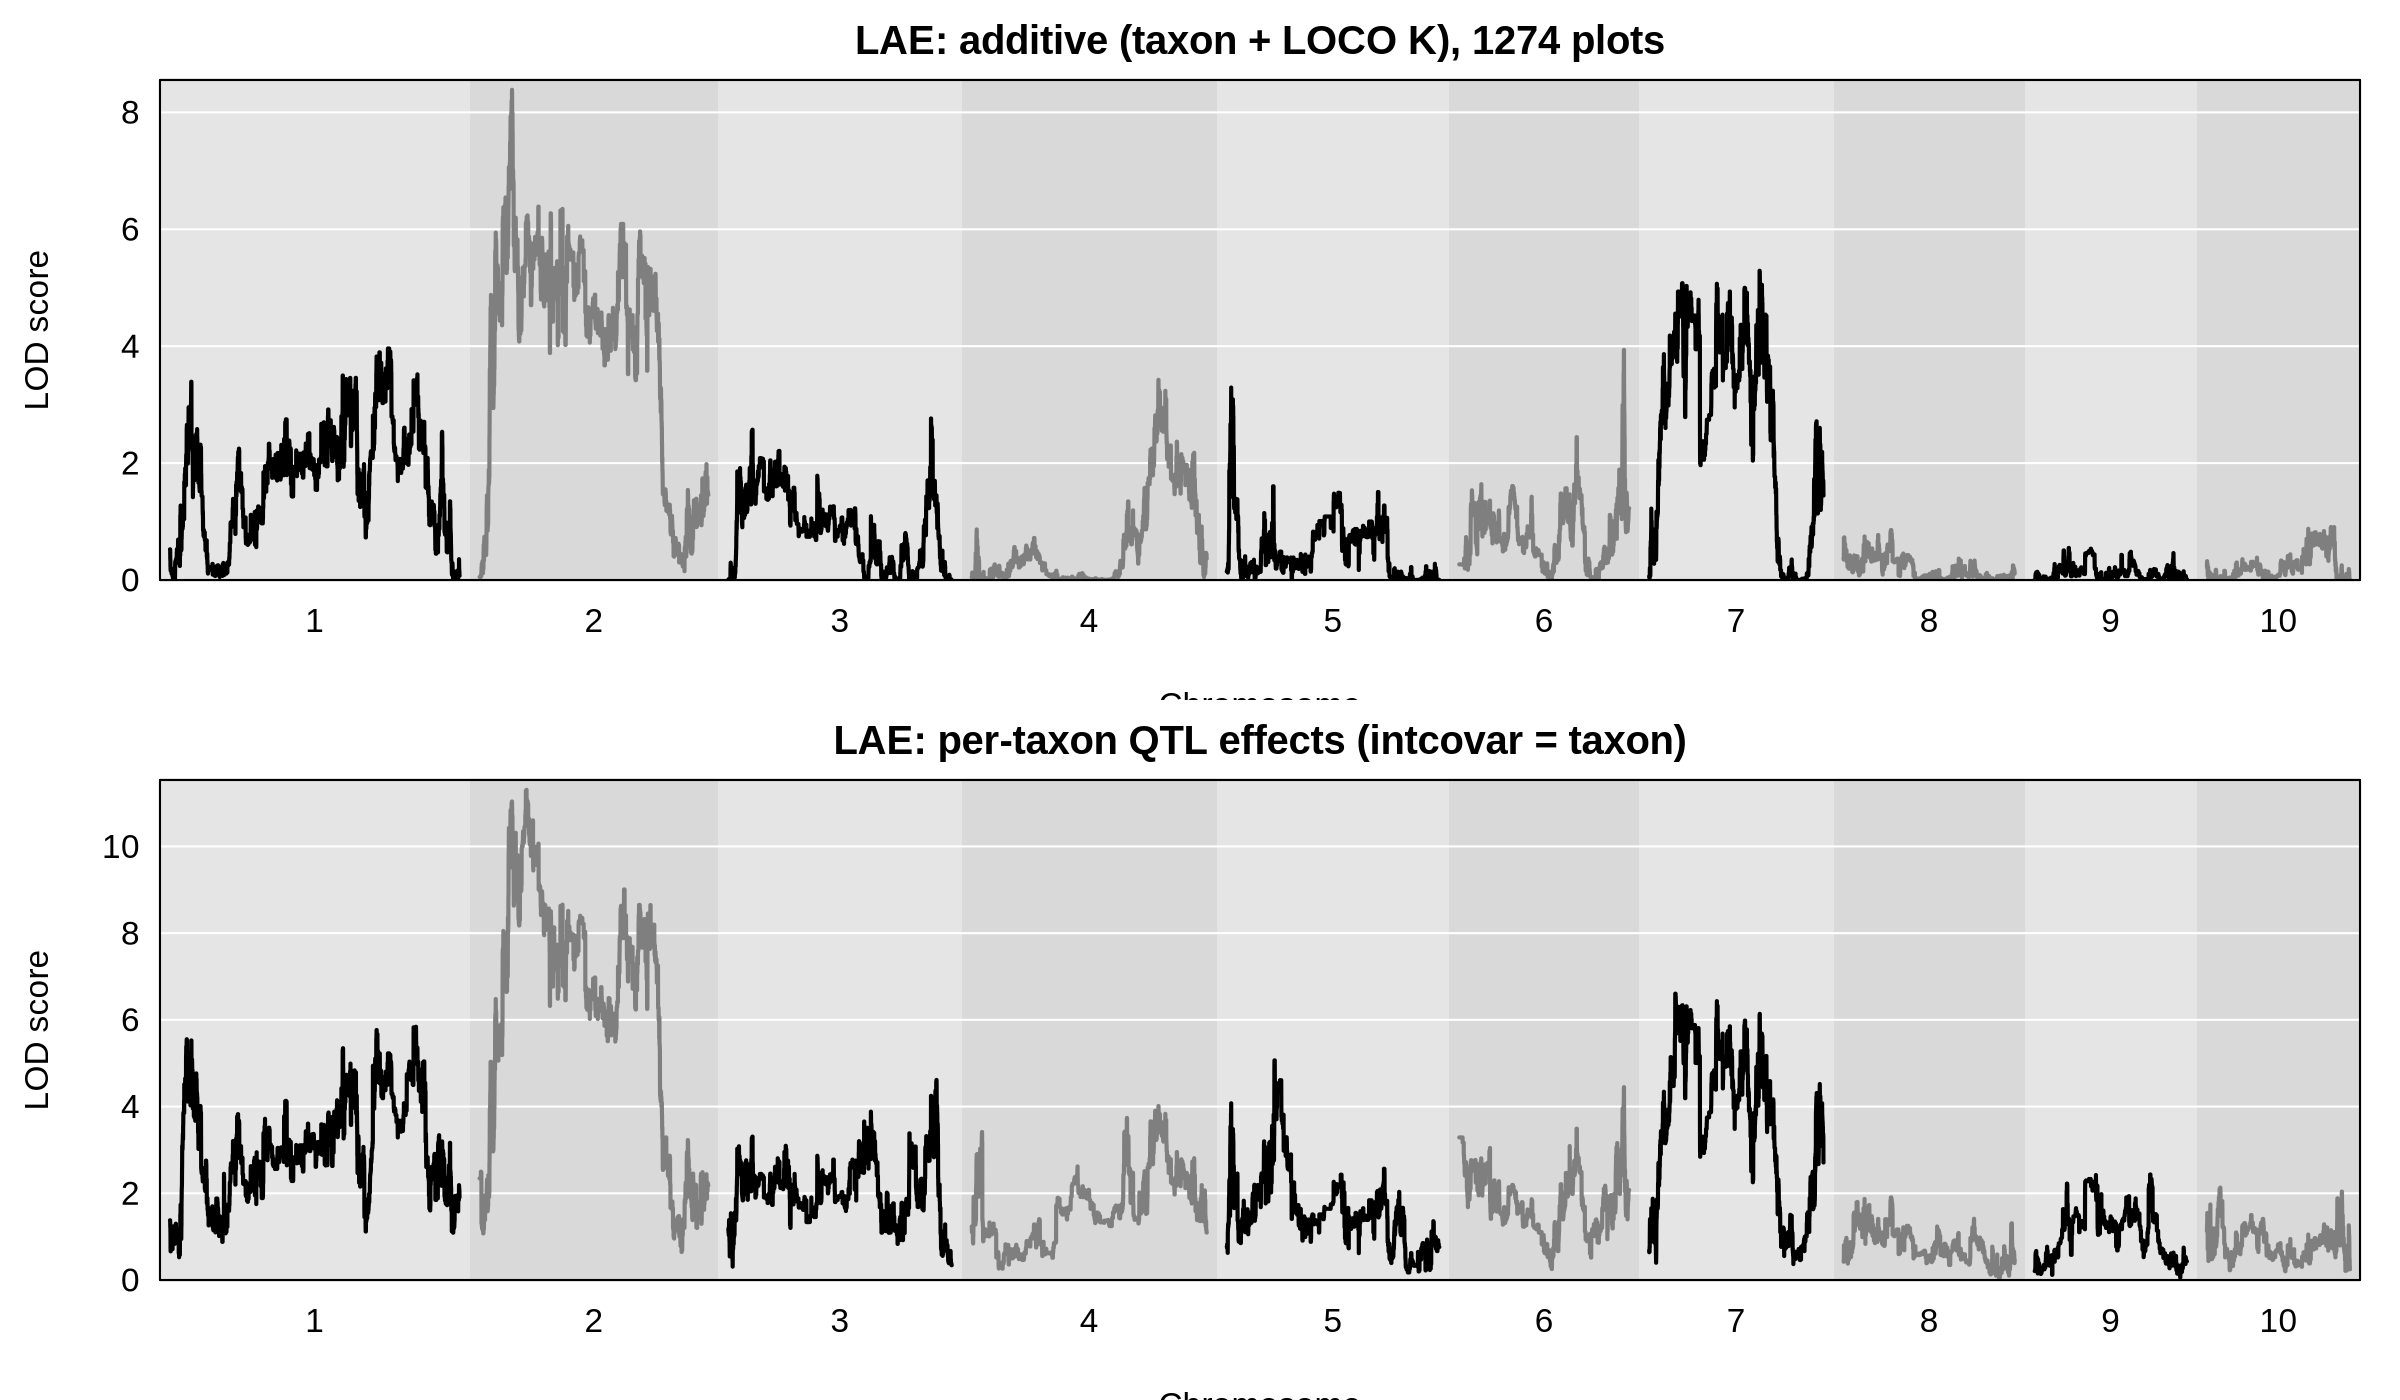 LAE: additive (taxon + LOCO K), 1274 plots
LOD score
8
6
4
2
0
1 2 3 4 5 6 7 8 9 10
Chromosome
LAE: per-taxon QTL effects (intcovar = taxon)
LOD score
10
8
6
4
2
0
1 2 3 4 5 6 7 8 9 10
Chromosome